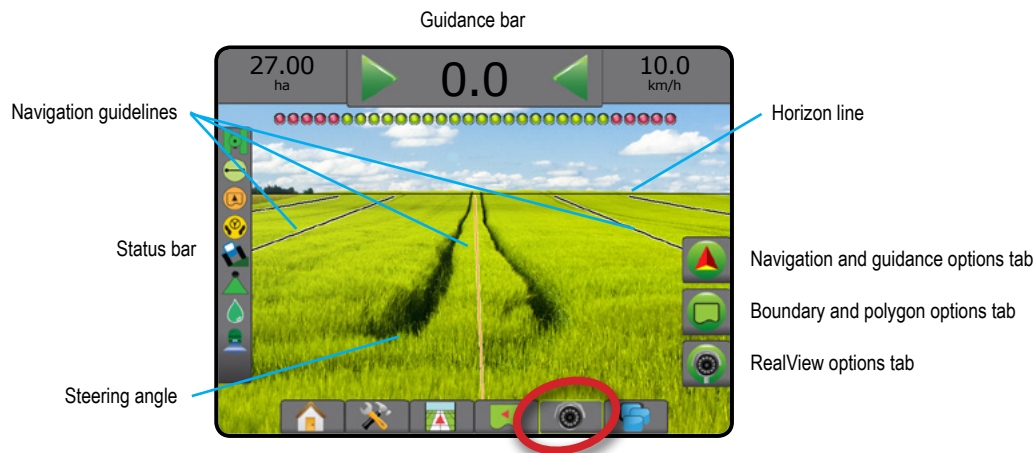 Guidance bar
27.00
ha
0.0
10.0
km/h
Navigation guidelines
Horizon line
Status bar
Navigation and guidance options tab
Boundary and polygon options tab
RealView options tab
Steering angle